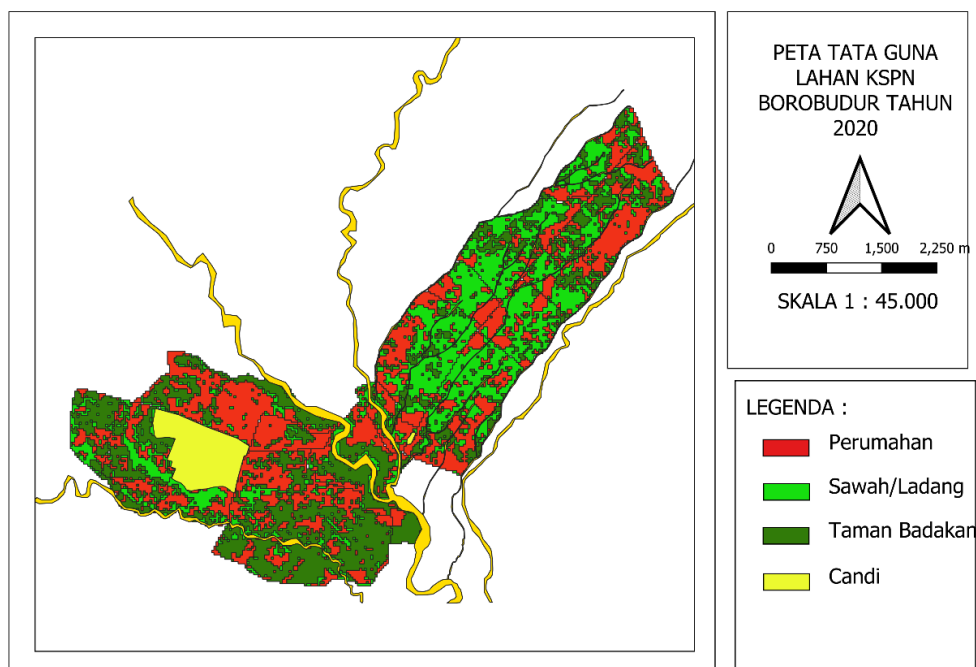 PETA TATA GUNA
LAHAN KSPN
BOROBUDUR TAHUN
2020
0 750 1,500 2,250 m
SKALA 1 : 45.000
LEGENDA :
Perumahan
Sawah/Ladang
Taman Badakan
Candi